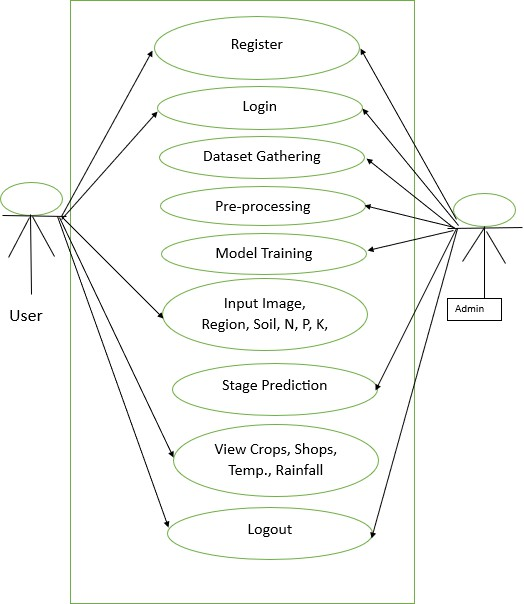 Register
Login
Dataset Gathering
Pre-processing
Model Training
Input Image,
Region, Soil, N, P, K,
Stage Prediction
View Crops, Shops,
Temp., Rainfall
Logout
User
Admin